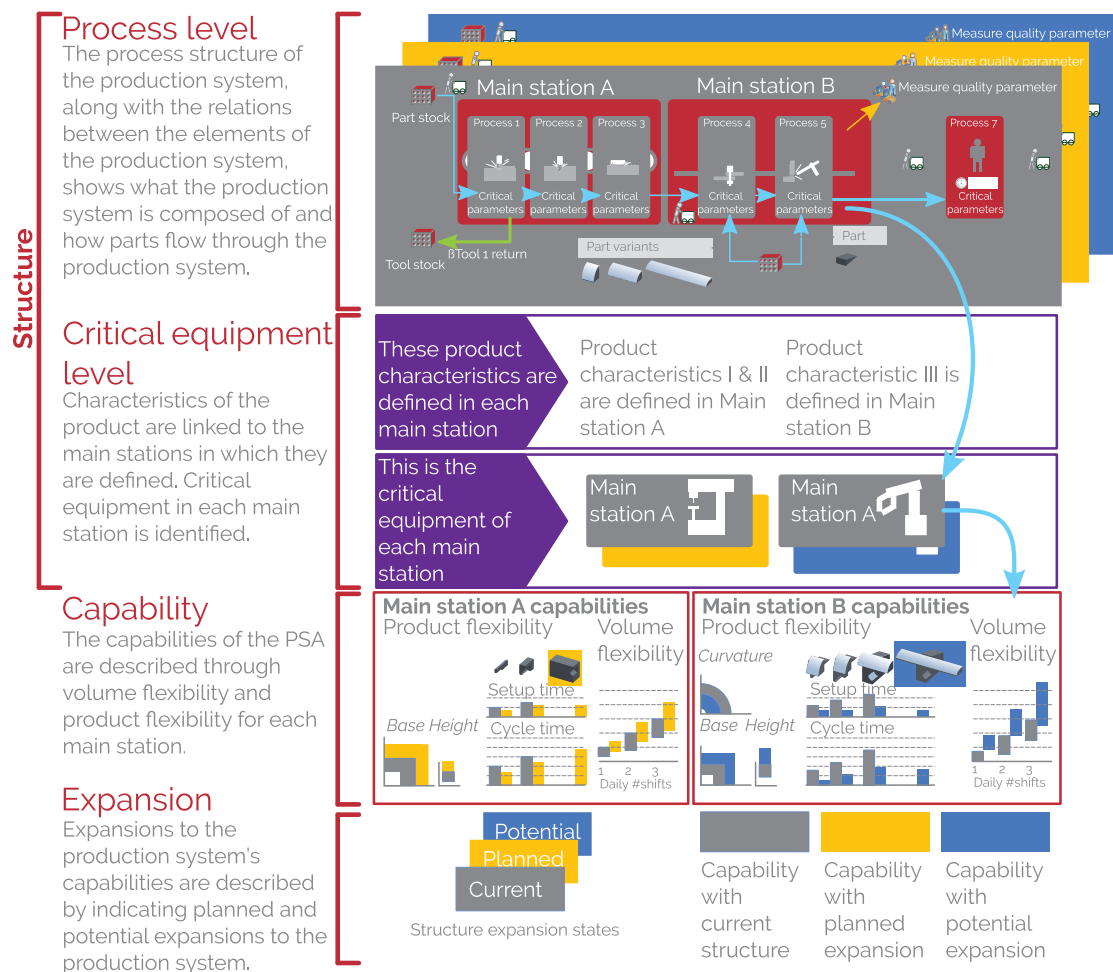 Structure
Process level
The process structure of
the production system,
along with the relations
between the elements of
the production system,
shows what the production
system is composed of and
how parts flow through the
production system.
Measure quality parameter
Measure quality parameter
Measure quality parameter
Main station A
Main station B
Part stock
Process 1
Process 2
Process 3
Process 4
Process 5
Process 7
Critical
parameters
Critical
parameters
Critical
parameters
Critical
parameters
Critical
parameters
Critical
parameters
Tool stock
ßTool 1 return
Part variants
Part
Critical equipment
level
Characteristics of the
product are linked to the
main stations in which they
are defined. Critical
equipment in each main
station is identified.
These product
characteristics are
defined in each
main station
Product
characteristics I & II
are defined in Main
station A
Product
characteristic III is
defined in Main
station B
This is the
critical
equipment of
each main
station
Main
station A
Main
station A
Capability
The capabilities of the PSA
are described through
volume flexibility and
product flexibility for each
main station.
Main station A capabilities
Product flexibility
Volume
flexibility
Setup time
Base Height
Cycle time
1 2 3
Daily #shifts
Main station B capabilities
Product flexibility
Volume
flexibility
Curvature
Setup time
Base Height
Cycle time
1 2 3
Daily #shifts
Expansion
Expansions to the
production system's
capabilities are described
by indicating planned and
potential expansions to the
production system.
Potential
Planned
Current
Structure expansion states
Capability
with
current
structure
Capability
with
planned
expansion
Capability
with
potential
expansion